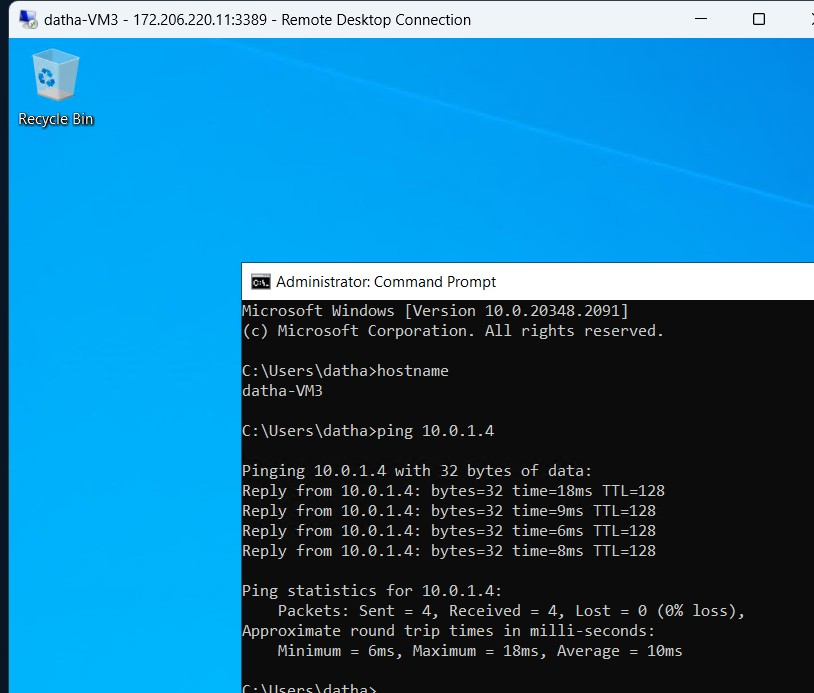 datha-VM3 - 172.206.220.11:3389 - Remote Desktop Connection
Recycle Bin
Administrator: Command Prompt
Microsoft Windows [Version 10.0.20348.2091]
(c) Microsoft Corporation. All rights reserved.
C:\Users\datha>hostname
datha-VM3
C:\Users\datha>ping 10.0.1.4
Pinging 10.0.1.4 with 32 bytes of data:
Reply from 10.0.1.4: bytes=32 time=18ms TTL=128
Reply from 10.0.1.4: bytes=32 time=9ms TTL=128
Reply from 10.0.1.4: bytes=32 time=6ms TTL=128
Reply from 10.0.1.4: bytes=32 time=8ms TTL=128
Ping statistics for 10.0.1.4:
    Packets: Sent = 4, Received = 4, Lost = 0 (0% loss),
Approximate round trip times in milli-seconds:
    Minimum = 6ms, Maximum = 18ms, Average = 10ms
C:\Users\datha>